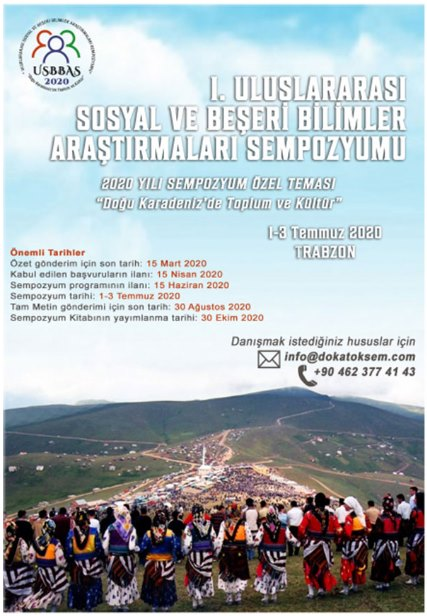 USBBAS
2020
I. ULUSLARARASI
SOSYAL VE BEŞERİ BİLİMLER
ARAŞTIRMALARI SEMPOZYUMU
2020 YILI SEMPOZYUM ÖZEL TEMASI
“Doğu Karadeniz'de Toplum ve Kültür”
1-3 Temmuz 2020
TRABZON
Önemli Tarihler
Özet gönderim için son tarih: 15 Mart 2020
Kabul edilen başvuruların ilanı: 15 Nisan 2020
Sempozyum programının ilanı: 15 Haziran 2020
Sempozyum tarihi: 1-3 Temmuz 2020
Tam Metin gönderimi için son tarih: 30 Ağustos 2020
Sempozyum Kitabının yayımlanma tarihi: 30 Ekim 2020
Danışmak istediğiniz hususlar için
info@dokatoksem.com
+90 462 377 41 43